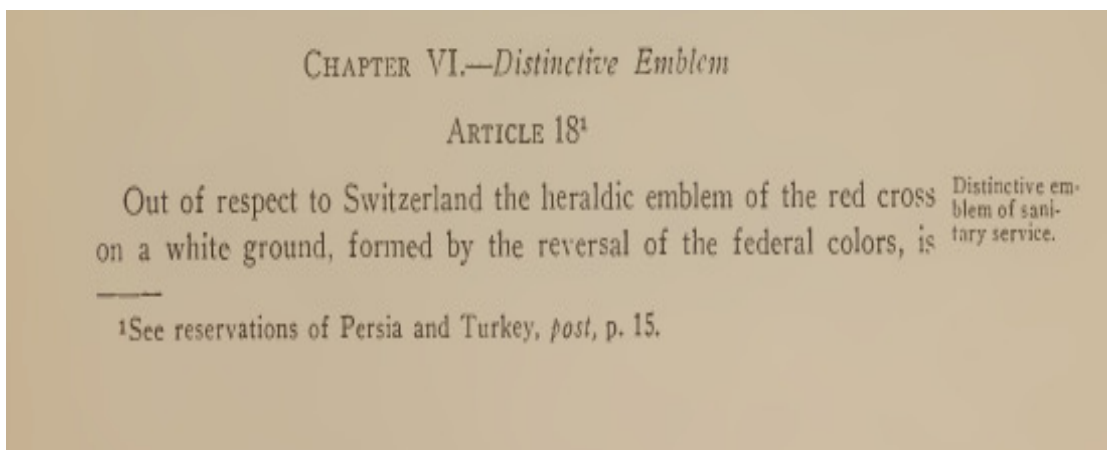 CHAPTER VI.—Distinctive Emblem
ARTICLE 18¹
Out of respect to Switzerland the heraldic emblem of the red cross
on a white ground, formed by the reversal of the federal colors, is
Distinctive em-
blem of sani-
tary service.
¹See reservations of Persia and Turkey, post, p. 15.